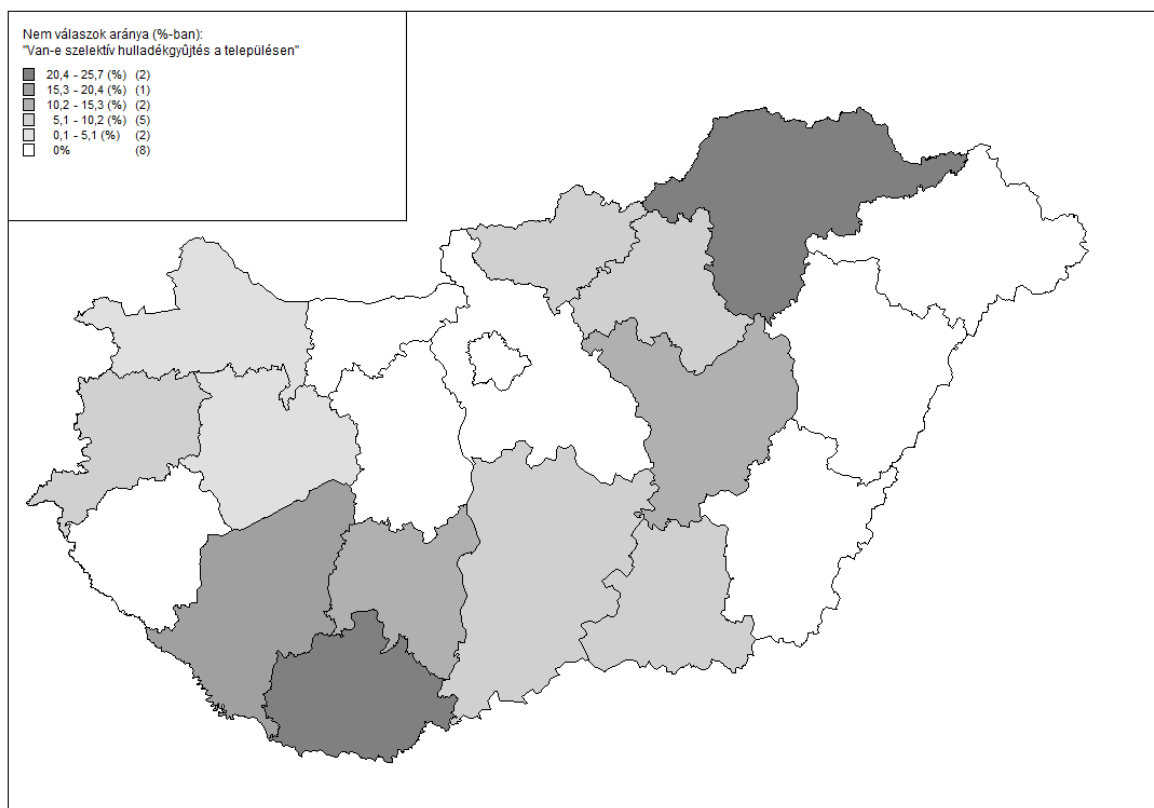 Nem válaszok aránya (%-ban):
"Van-e szelektív hulladékgyűjtés a településen"
20,4 - 25,7 (%) (2)
15,3 - 20,4 (%) (1)
10,2 - 15,3 (%) (2)
5,1 - 10,2 (%) (5)
0,1 - 5,1 (%) (2)
0% (8)